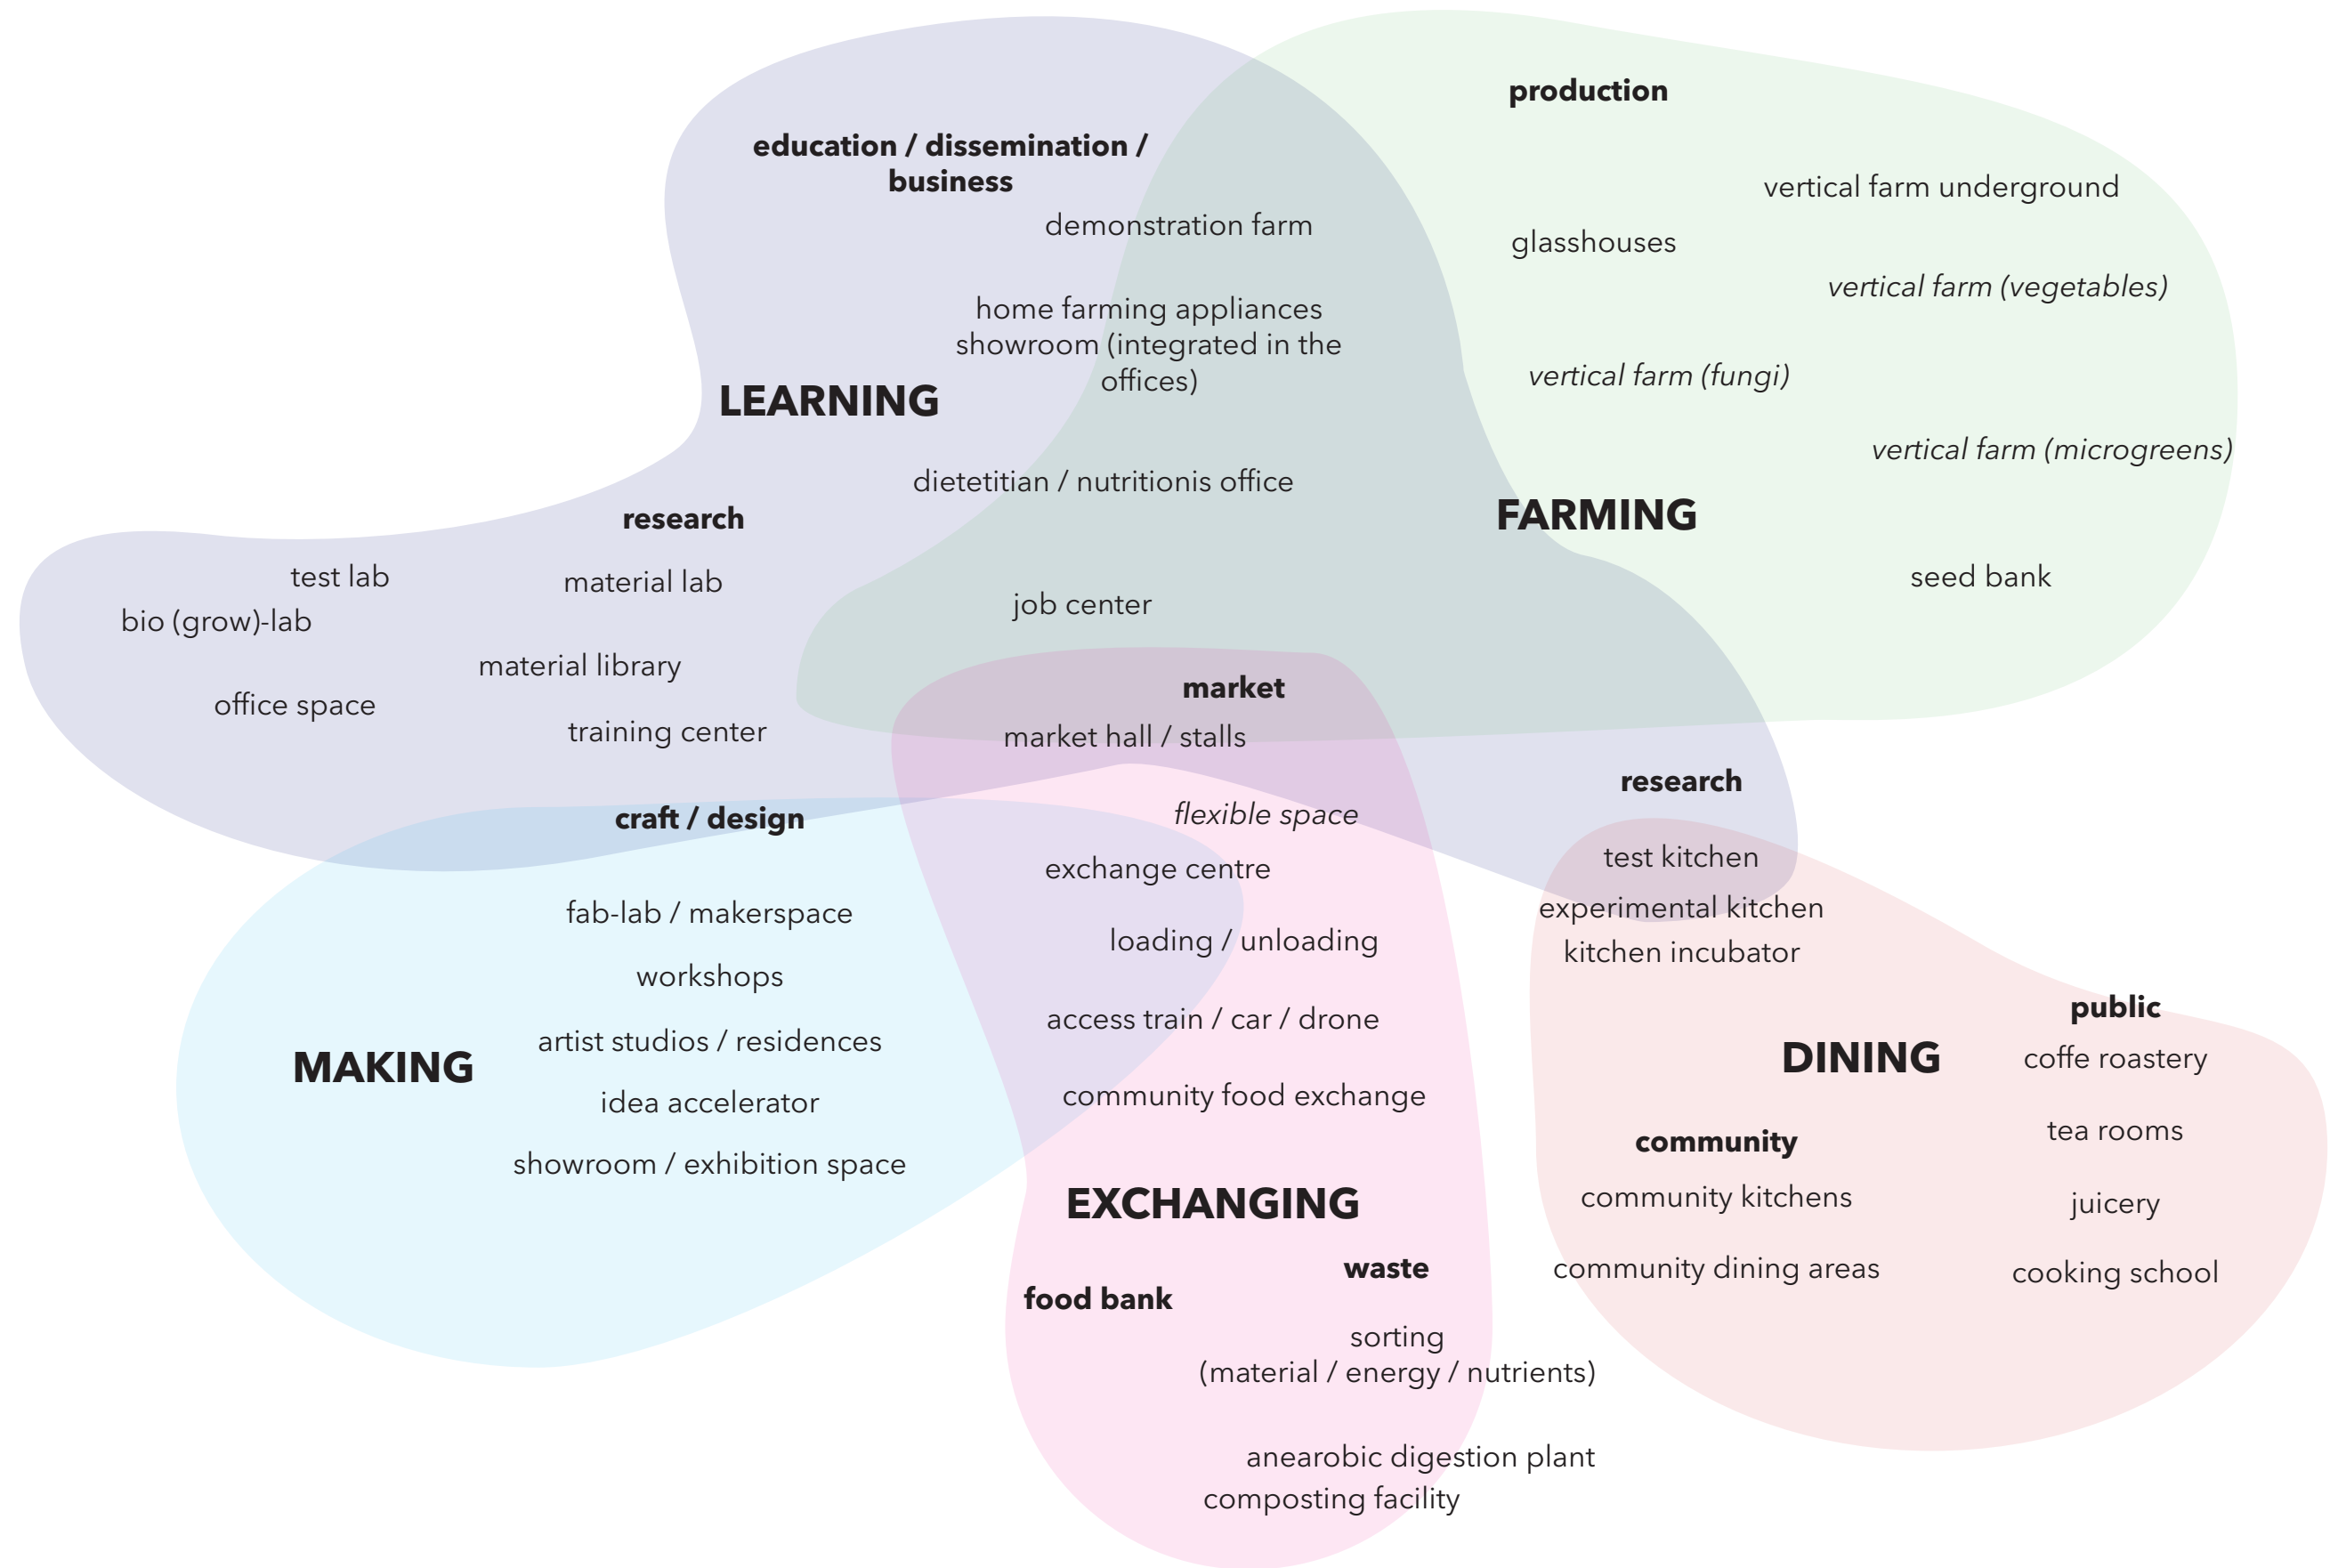 production
education / dissemination /
business
vertical farm underground
demonstration farm
glasshouses
vertical farm (vegetables)
home farming appliances
showroom (integrated in the
offices)
vertical farm (fungi)
LEARNING
vertical farm (microgreens)
dietetitian / nutritionis office
FARMING
research
test lab
material lab
seed bank
bio (grow)-lab
job center
material library
market
office space
training center
market hall / stalls
research
craft / design
flexible space
test kitchen
exchange centre
experimental kitchen
fab-lab / makerspace
loading / unloading
kitchen incubator
workshops
public
access train / car / drone
artist studios / residences
DINING
coffe roastery
MAKING
community food exchange
idea accelerator
tea rooms
community
showroom / exhibition space
community kitchens
EXCHANGING
juicery
waste
community dining areas
cooking school
food bank
sorting
(material / energy / nutrients)
anearobic digestion plant
composting facility